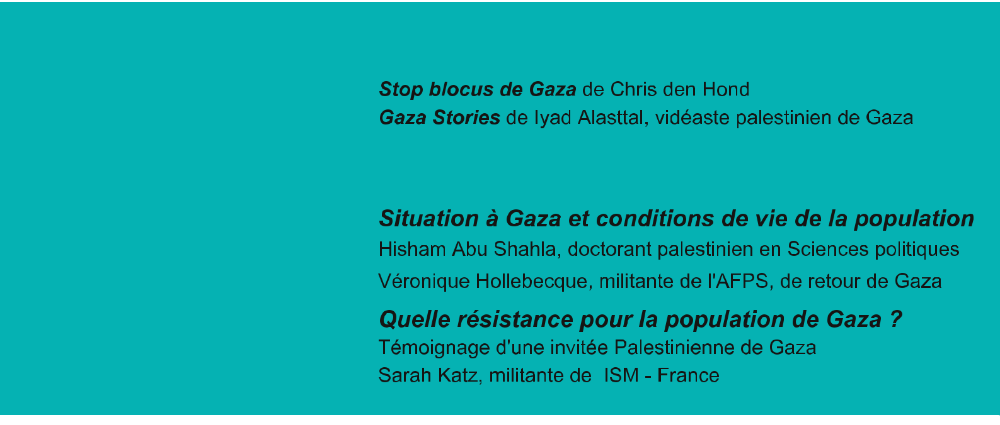 Stop blocus de Gaza de Chris den Hond
Gaza Stories de Iyad Alasttal, vidéaste palestinien de Gaza
Situation à Gaza et conditions de vie de la population
Hisham Abu Shahla, doctorant palestinien en Sciences politiques
Véronique Hollebecque, militante de l'AFPS, de retour de Gaza
Quelle résistance pour la population de Gaza ?
Témoignage d'une invitée Palestinienne de Gaza
Sarah Katz, militante de  ISM - France